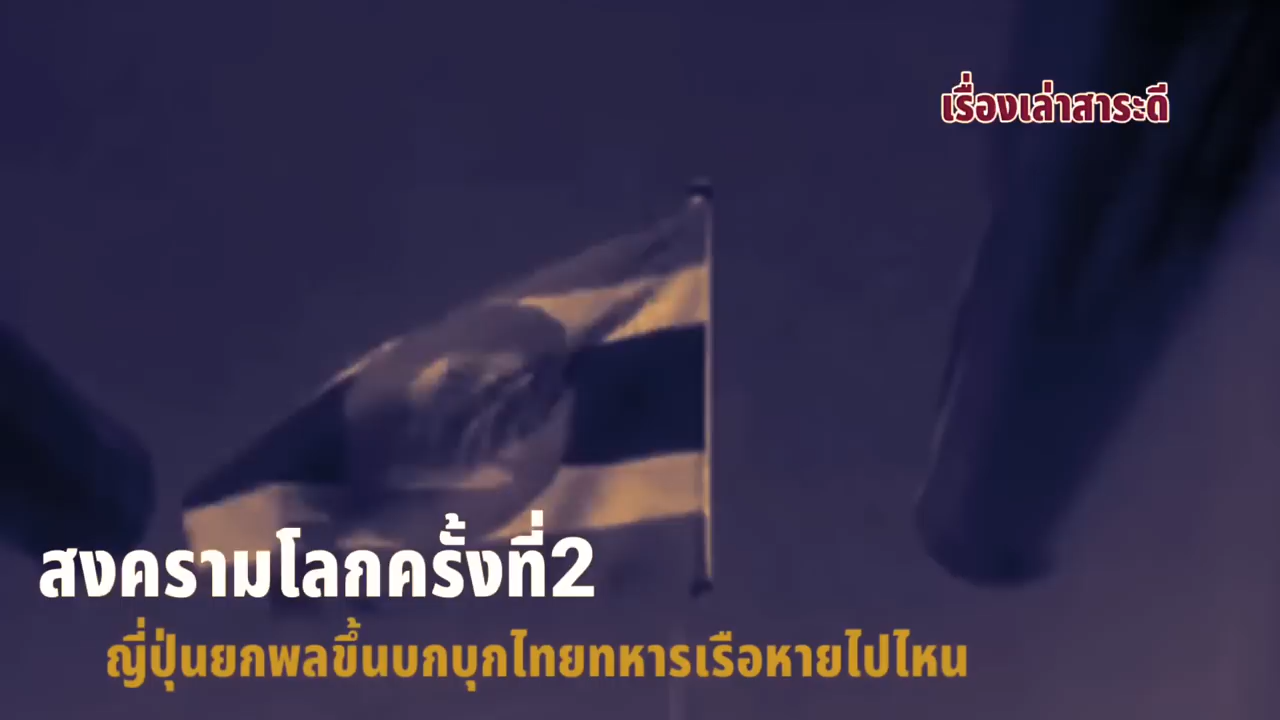 เรื่องเล่าสาระดี
สงครามโลกครั้งที่2
ญี่ปุ่นยกพลขึ้นบกบุกไทยทหารเรือหายไปไหน